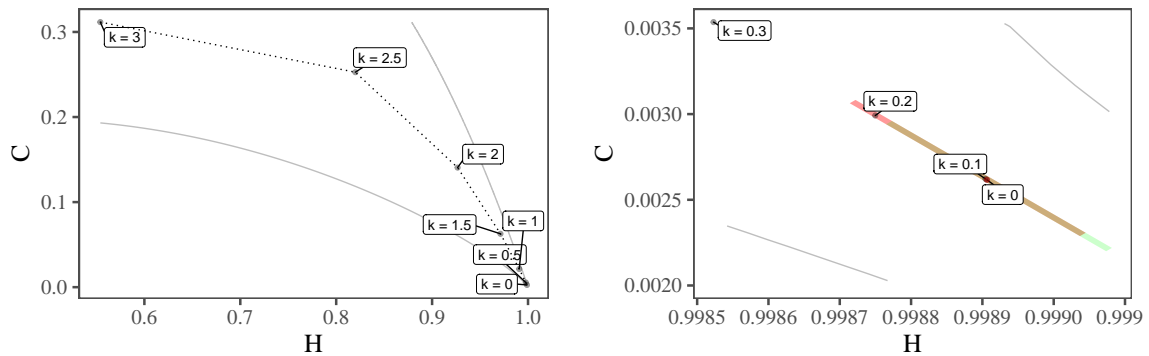 0.3
0.2
0.1
0.0
C
0.6
0.7
0.8
0.9
1.0
H
k = 3
k = 2.5
k = 2
k = 1.5
k = 1
k = 0.5
k = 0
0.0035
0.0030
0.0025
0.0020
C
0.9985
0.9986
0.9987
0.9988
0.9989
0.9990
0.999
H
k = 0.3
k = 0.2
k = 0.1
k = 0